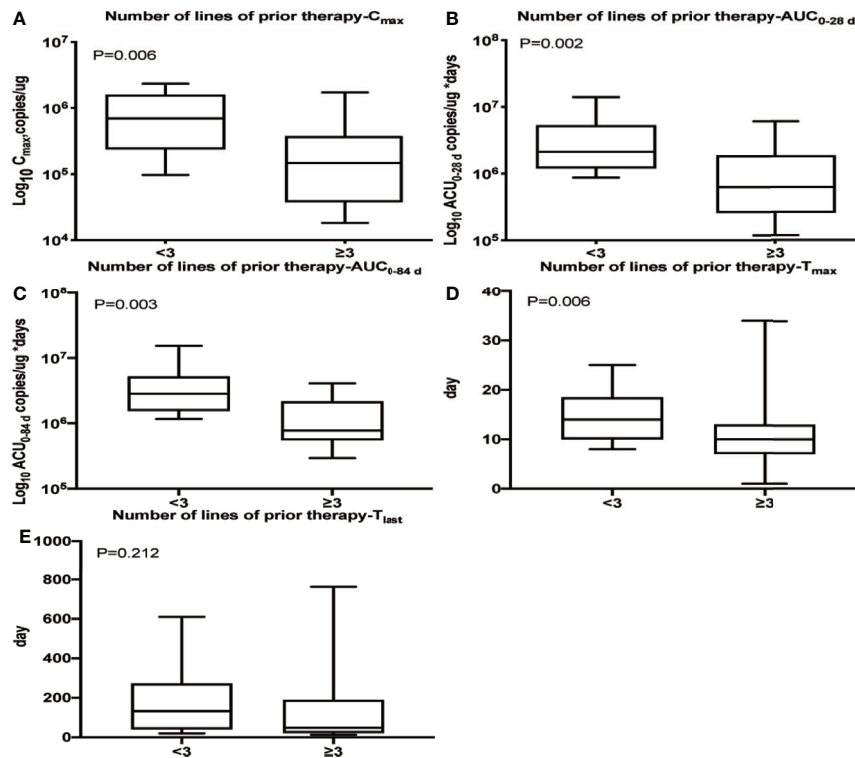 A
Number of lines of prior therapy-Cmax
P=0.006
Log10 Cmax,copies/ug
10⁷
10⁶
10⁵
10⁴
<3
≥3
B
Number of lines of prior therapy-AUC0-28 d
P=0.002
Log10 ACU0-28 d copies/ug *days
10⁸
10⁷
10⁶
10⁵
<3
≥3
C
Number of lines of prior therapy-AUC0-84 d
P=0.003
Log10 ACU0-84 d copies/ug *days
10⁸
10⁷
10⁶
10⁵
<3
≥3
D
Number of lines of prior therapy-Tmax
P=0.006
day
40
30
20
10
0
<3
≥3
E
Number of lines of prior therapy-Tlast
P=0.212
day
1000
800
600
400
200
0
<3
≥3